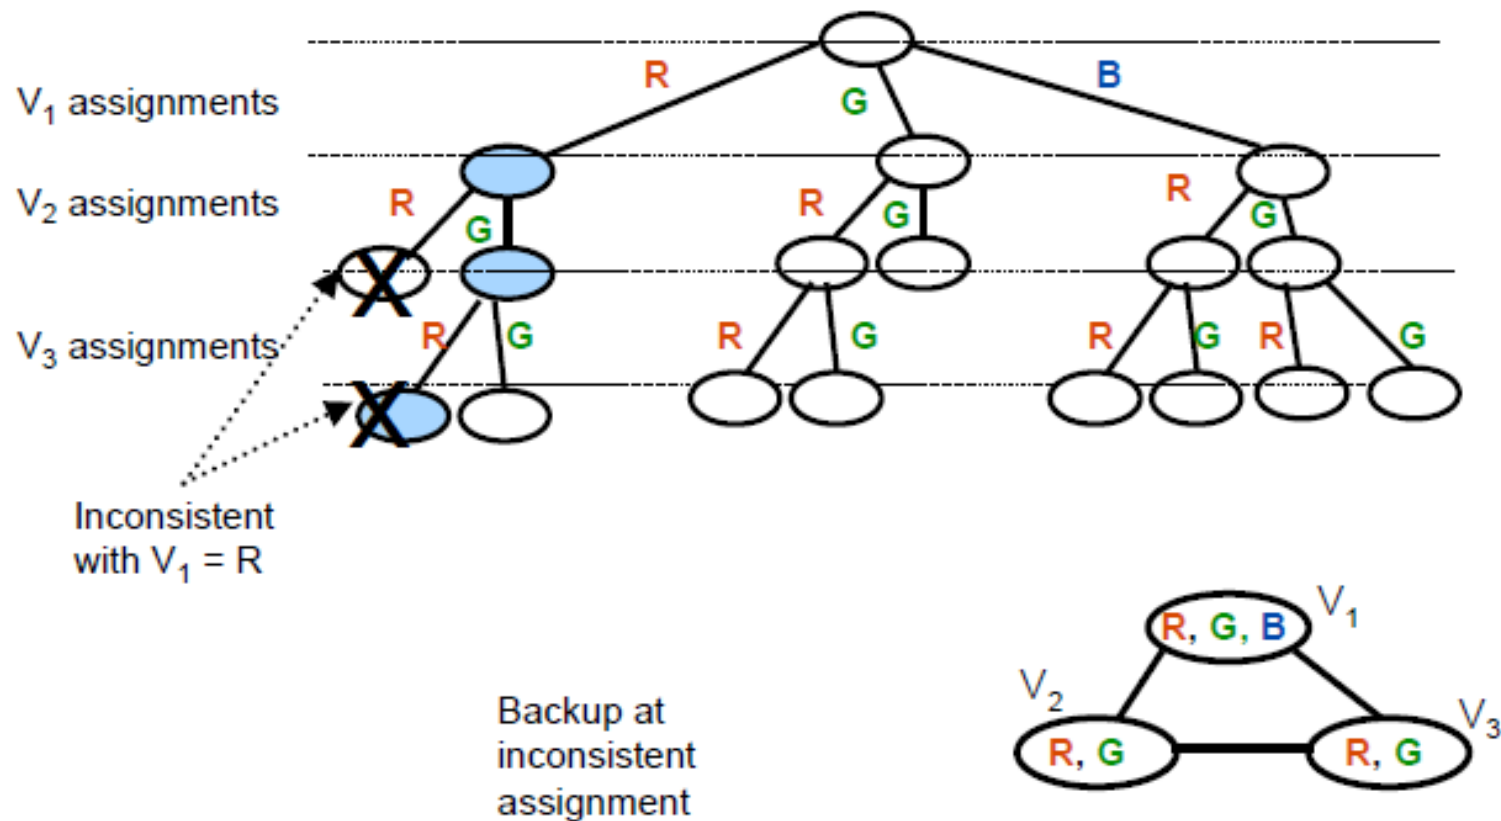 R
G
B
V₁ assignments
V₂ assignments
R
G
R
G
R
G
X
V₃ assignments
R
G
R
G
R
G
R
G
X
Inconsistent
with V₁ = R
R, G, B
V₁
V₂
V₃
R, G
R, G
Backup at
inconsistent
assignment